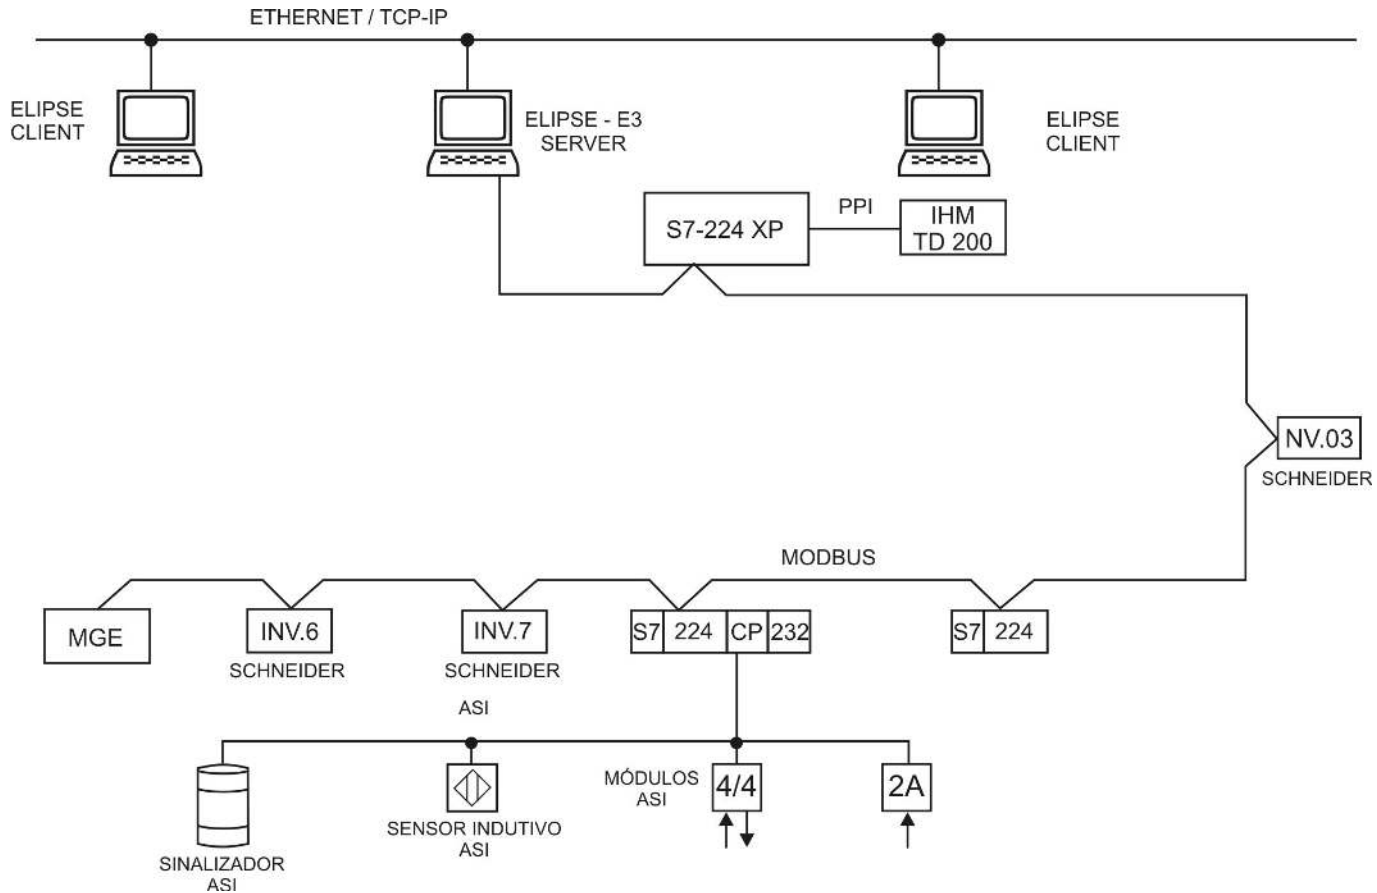 ETHERNET / TCP-IP
ELIPSE
CLIENT
ELIPSE - E3
SERVER
ELIPSE
CLIENT
S7-224 XP
PPI
IHM
TD 200
NV.03
SCHNEIDER
MODBUS
MGE
INV.6
SCHNEIDER
INV.7
SCHNEIDER
S7 224 CP 232
S7 224
ASI
SINALIZADOR
ASI
SENSOR INDUTIVO
ASI
MÓDULOS
ASI
4/4
2A